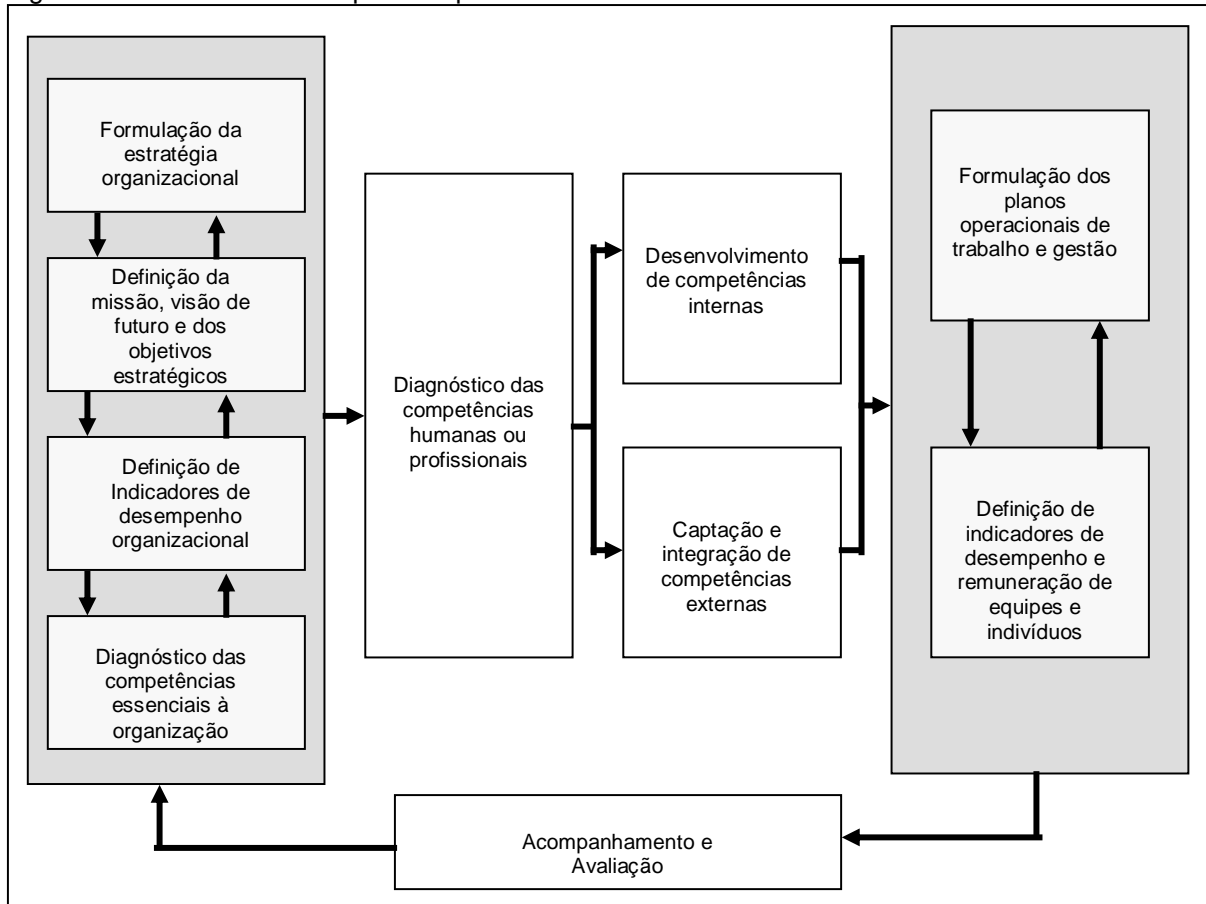 Formulação da
estratégia
organizacional
Definição da
missão, visão de
futuro e dos
objetivos
estratégicos
Definição de
Indicadores de
desempenho
organizacional
Diagnóstico das
competências
essenciais à
organização
Diagnóstico das
competências
humanas ou
profissionais
Desenvolvimento
de competências
internas
Captação e
integração de
competências
externas
Formulação dos
planos
operacionais de
trabalho e gestão
Definição de
indicadores de
desempenho e
remuneração de
equipes e
indivíduos
Acompanhamento e
Avaliação